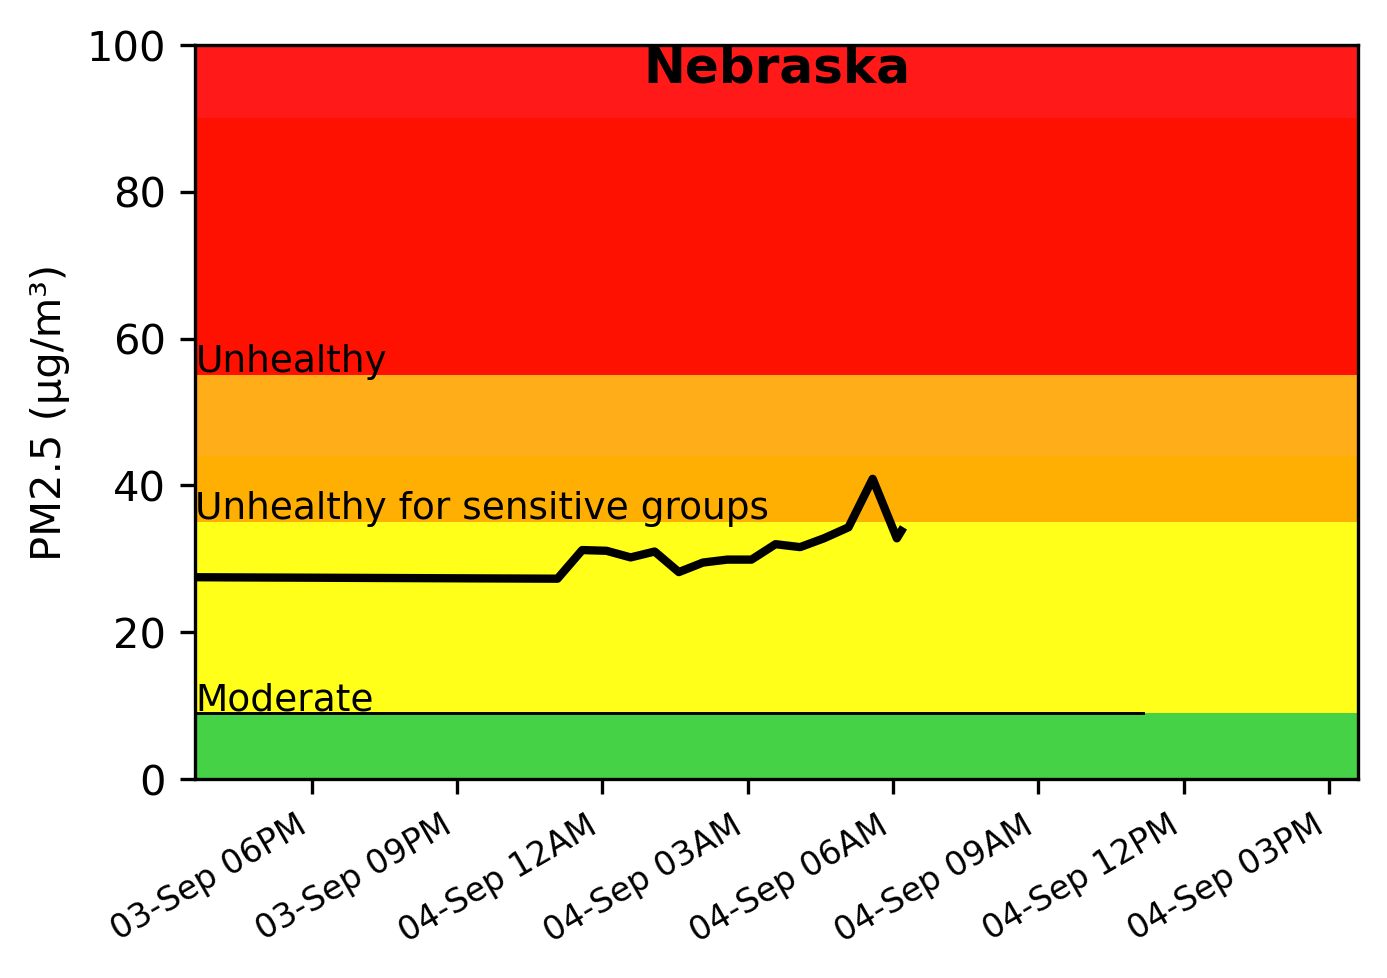 Nebraska
100
80
60
40
20
0
PM2.5 (µg/m³)
Unhealthy
Unhealthy for sensitive groups
Moderate
03-Sep 06PM
03-Sep 09PM
04-Sep 12AM
04-Sep 03AM
04-Sep 06AM
04-Sep 09AM
04-Sep 12PM
04-Sep 03PM